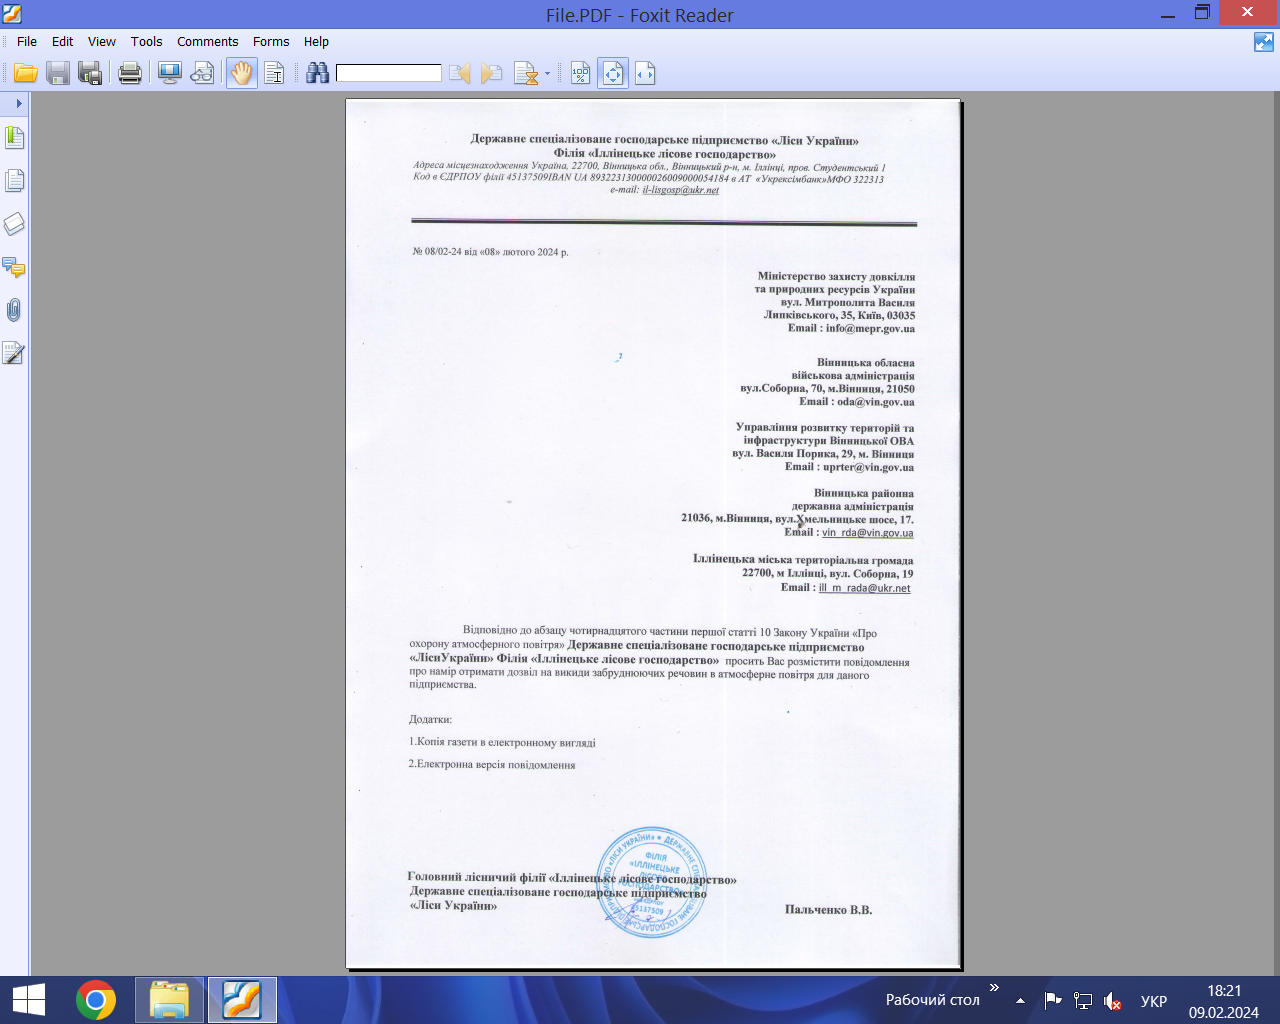 File.PDF - Foxit Reader
File Edit View Tools Comments Forms Help
Державне спеціалізоване господарське підприємство «Ліси України»
Філія «Іллінецьке лісове господарство»
Адреса місцезнаходження Україна, 22700, Вінницька обл., Вінницький р-н, м. Іллінці, пров. Студентський 1
Код в ЄДРПОУ філії 45137509IBAN UA 893223130000026009000054184 в АТ «Укрексімбанк»МФО 322313
e-mail: il-lisgosp@ukr.net
№ 08/02-24 від «08» лютого 2024 р.
Міністерство захисту довкілля
та природних ресурсів України
вул. Митрополита Василя
Липківського, 35, Київ, 03035
Email : info@mepr.gov.ua
Вінницька обласна
військова адміністрація
вул.Соборна, 70, м.Вінниця, 21050
Email : oda@vin.gov.ua
Управління розвитку територій та
інфраструктури Вінницької ОВА
вул. Василя Порика, 29, м. Вінниця
Email : uprter@vin.gov.ua
Вінницька районна
державна адміністрація
21036, м.Вінниця, вул.Хмельницьке шосе, 17.
Email : vin_rda@vin.gov.ua
Іллінецька міська територіальна громада
22700, м Іллінці, вул. Соборна, 19
Email : ill_m_rada@ukr.net
Відповідно до абзацу чотирнадцятого частини першої статті 10 Закону України «Про
охорону атмосферного повітря» Державне спеціалізоване господарське підприємство
«ЛісиУкраїни» Філія «Іллінецьке лісове господарство» просить Вас розмістити повідомлення
про намір отримати дозвіл на викиди забруднюючих речовин в атмосферне повітря для даного
підприємства.
Додатки:
1.Копія газети в електронному вигляді
2.Електронна версія повідомлення
ФІЛІЯ
«ІЛЛІНЕЦЬКЕ
ЛІСОВЕ
ГОСПОДАРСТВО»
45137509
Головний лісничий філії «Іллінецьке лісове господарство»
Державне спеціалізоване господарське підприємство
«Ліси України»
Пальченко В.В.
Рабочий стол
УКР
18:21
09.02.2024